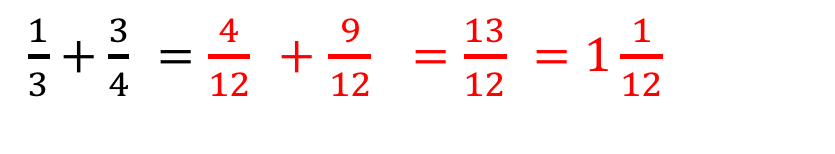 1/3 + 3/4 = 4/12 + 9/12 = 13/12 = 1 1/12